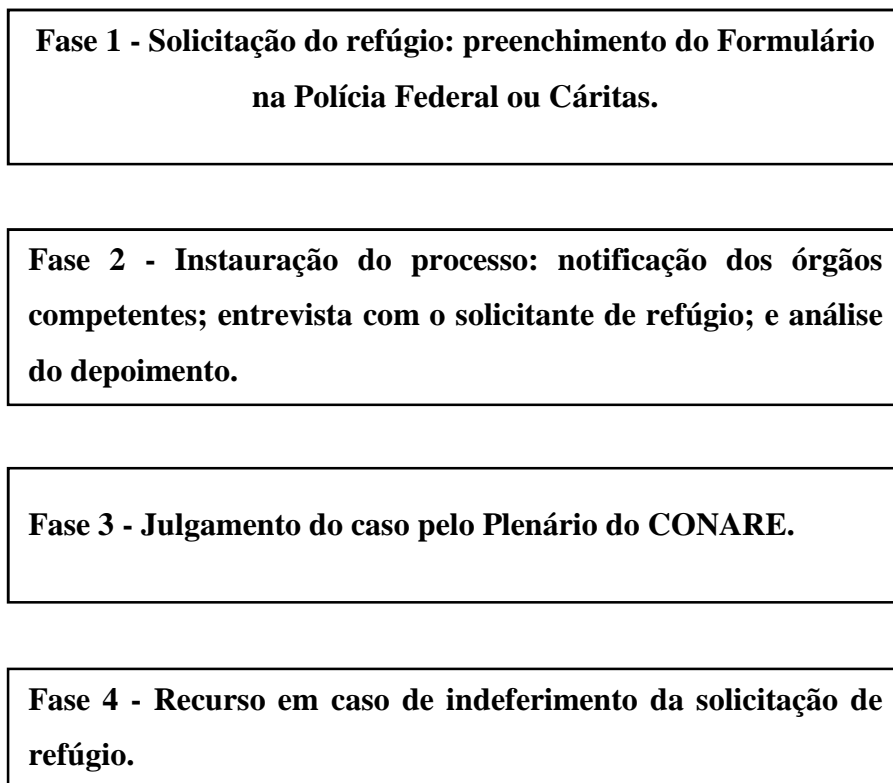 Fase 1 - Solicitação do refúgio: preenchimento do Formulário
na Polícia Federal ou Cáritas.
Fase 2 - Instauração do processo: notificação dos órgãos
competentes; entrevista com o solicitante de refúgio; e análise
do depoimento.
Fase 3 - Julgamento do caso pelo Plenário do CONARE.
Fase 4 - Recurso em caso de indeferimento da solicitação de
refúgio.